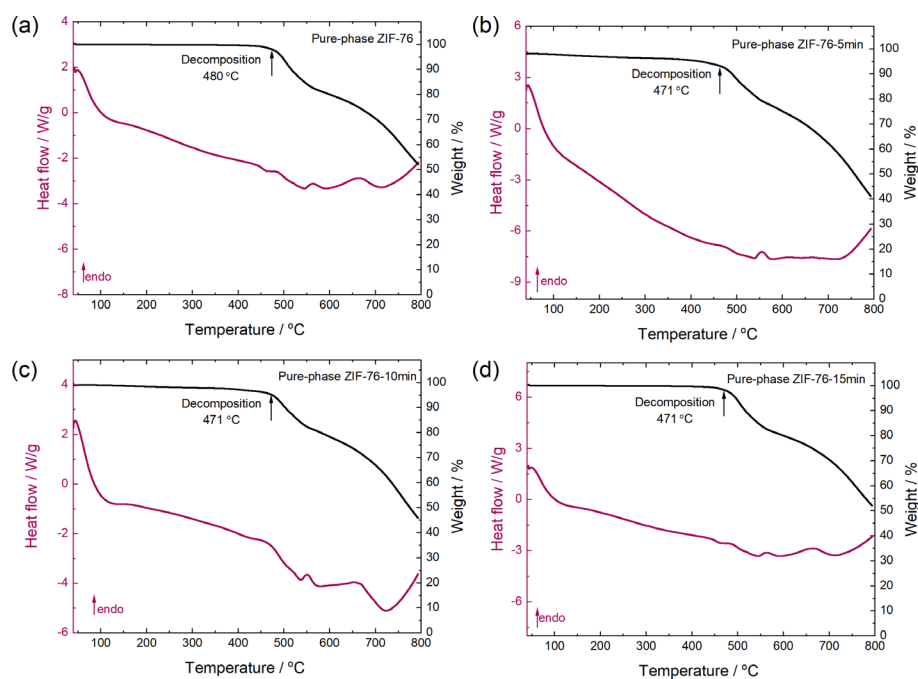 (a)
Pure-phase ZIF-76
Decomposition
480 °C
endo
Heat flow / W/g
4
2
0
-2
-4
-6
-8
Weight / %
100
90
80
70
60
50
40
30
20
10
0
100 200 300 400 500 600 700 800
Temperature / °C
(b)
Pure-phase ZIF-76-5min
Decomposition
471 °C
endo
Heat flow / W/g
6
3
0
-3
-6
-9
Weight / %
100
90
80
70
60
50
40
30
20
10
0
100 200 300 400 500 600 700 800
Temperature / °C
(c)
Pure-phase ZIF-76-10min
Decomposition
471 °C
endo
Heat flow / W/g
4
2
0
-2
-4
-6
Weight / %
100
90
80
70
60
50
40
30
20
10
0
100 200 300 400 500 600 700 800
Temperature / °C
(d)
Pure-phase ZIF-76-15min
Decomposition
471 °C
endo
Heat flow / W/g
6
3
0
-3
-6
Weight / %
100
90
80
70
60
50
40
30
20
10
0
100 200 300 400 500 600 700 800
Temperature / °C